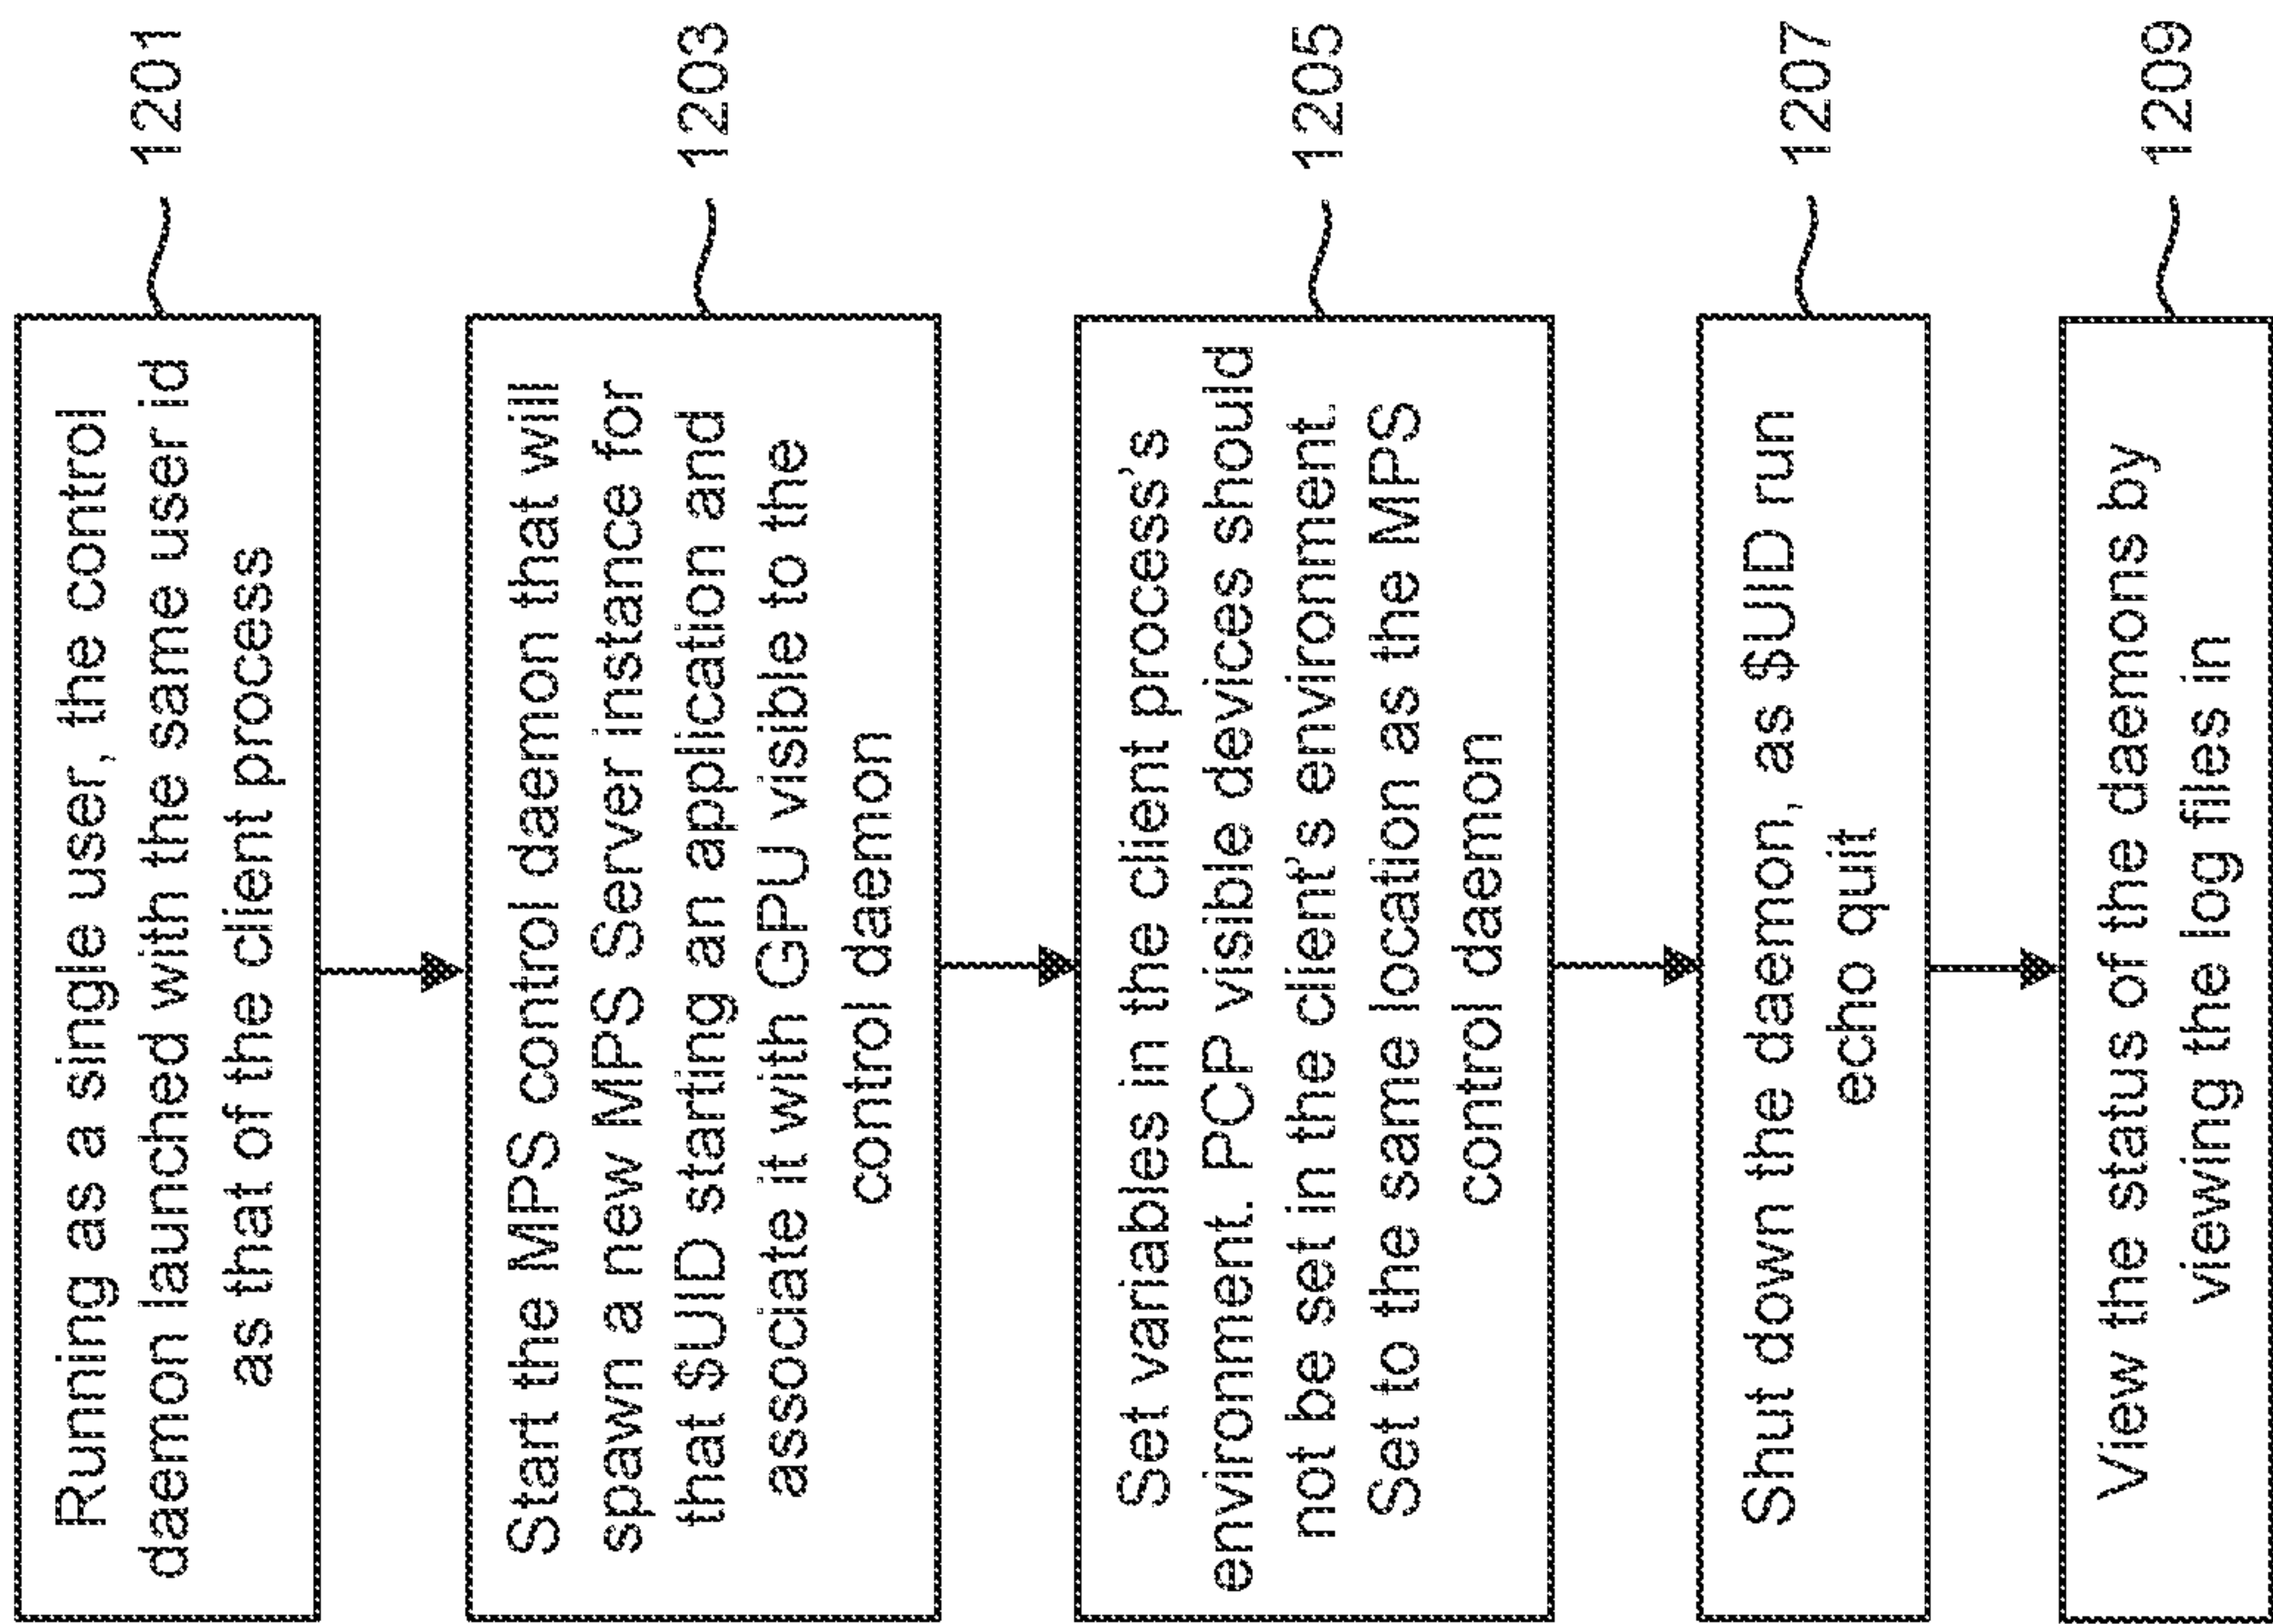 Running as a single user, the control
daemon launched with the same user id
as that of the client process
1201
Start the MPS control daemon that will
spawn a new MPS Server instance for
that $UID starting an application and
associate it with GPU visible to the
control daemon
1203
Set variables in the client process's
environment. PCP visible devices should
not be set in the client's environment.
Set to the same location as the MPS
control daemon
1205
Shut down the daemon, as $UID run
echo quit
1207
View the status of the daemons by
viewing the log files in
1209